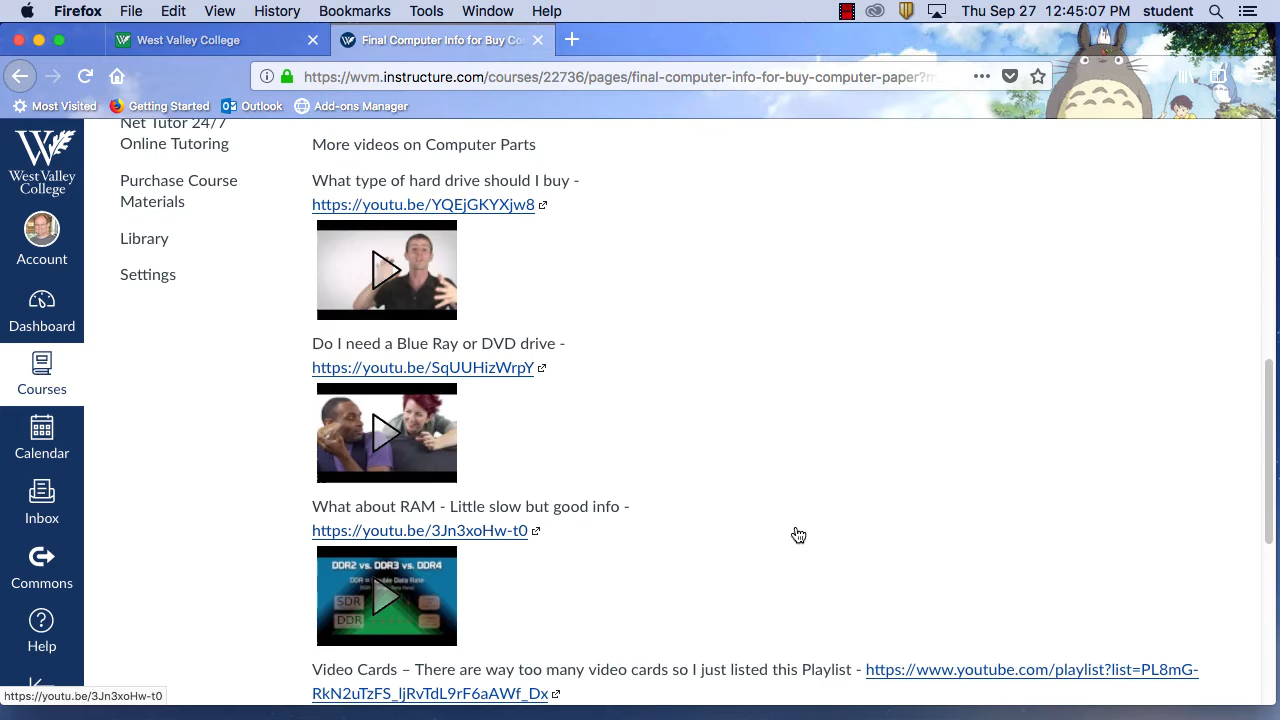 Firefox File Edit View History Bookmarks Tools Window Help Thu Sep 27 12:45:07 PM student
West Valley College Final Computer Info for Buy Co
https://wvm.instructure.com/courses/22736/pages/final-computer-info-for-buy-computer-paper?m
Most Visited Getting Started Outlook Add-ons Manager
West Valley College
Account
Dashboard
Courses
Calendar
Inbox
Commons
Help
Net Tutor 24/7
Online Tutoring
Purchase Course
Materials
Library
Settings
More videos on Computer Parts
What type of hard drive should I buy -
https://youtu.be/YQEjGKYXjw8
Do I need a Blue Ray or DVD drive -
https://youtu.be/SqUUHizWrpY
What about RAM - Little slow but good info -
https://youtu.be/3Jn3xoHw-t0
DDR2 vs. DDR3 vs. DDR4
SDR
DDR
Video Cards – There are way too many video cards so I just listed this Playlist - https://www.youtube.com/playlist?list=PL8mG-
RkN2uTzFS_ljRvTdL9rF6aAWf_Dx
https://youtu.be/3Jn3xoHw-t0